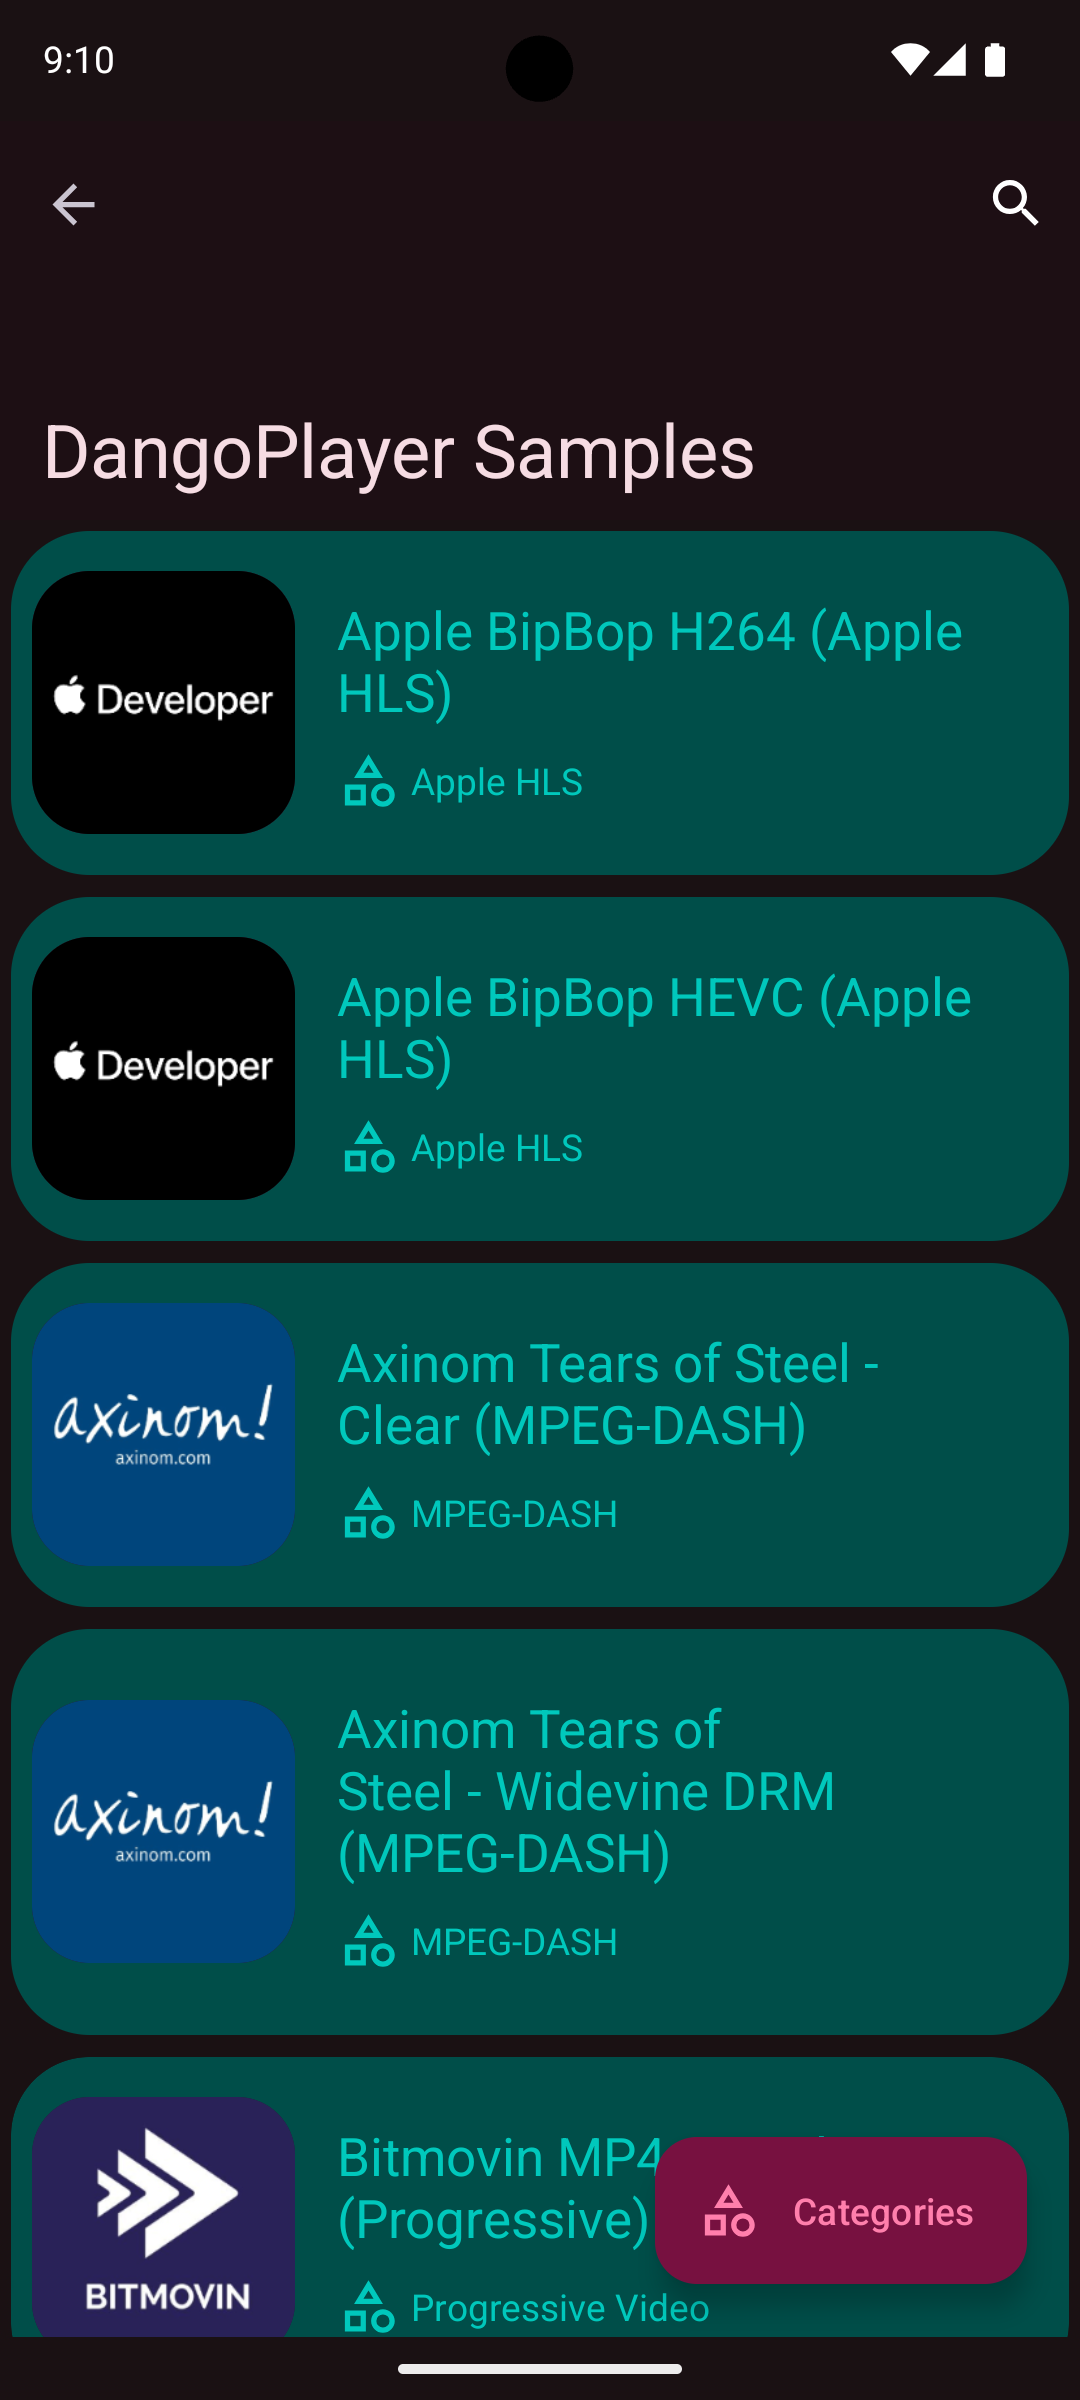 9:10
DangoPlayer Samples
Developer
Apple BipBop H264 (Apple
HLS)
Apple HLS
Developer
Apple BipBop HEVC (Apple
HLS)
Apple HLS
axinom!
axinom.com
Axinom Tears of Steel -
Clear (MPEG-DASH)
MPEG-DASH
axinom!
axinom.com
Axinom Tears of
Steel - Widevine DRM
(MPEG-DASH)
MPEG-DASH
BITMOVIN
Bitmovin MP4
(Progressive)
Progressive Video
Categories